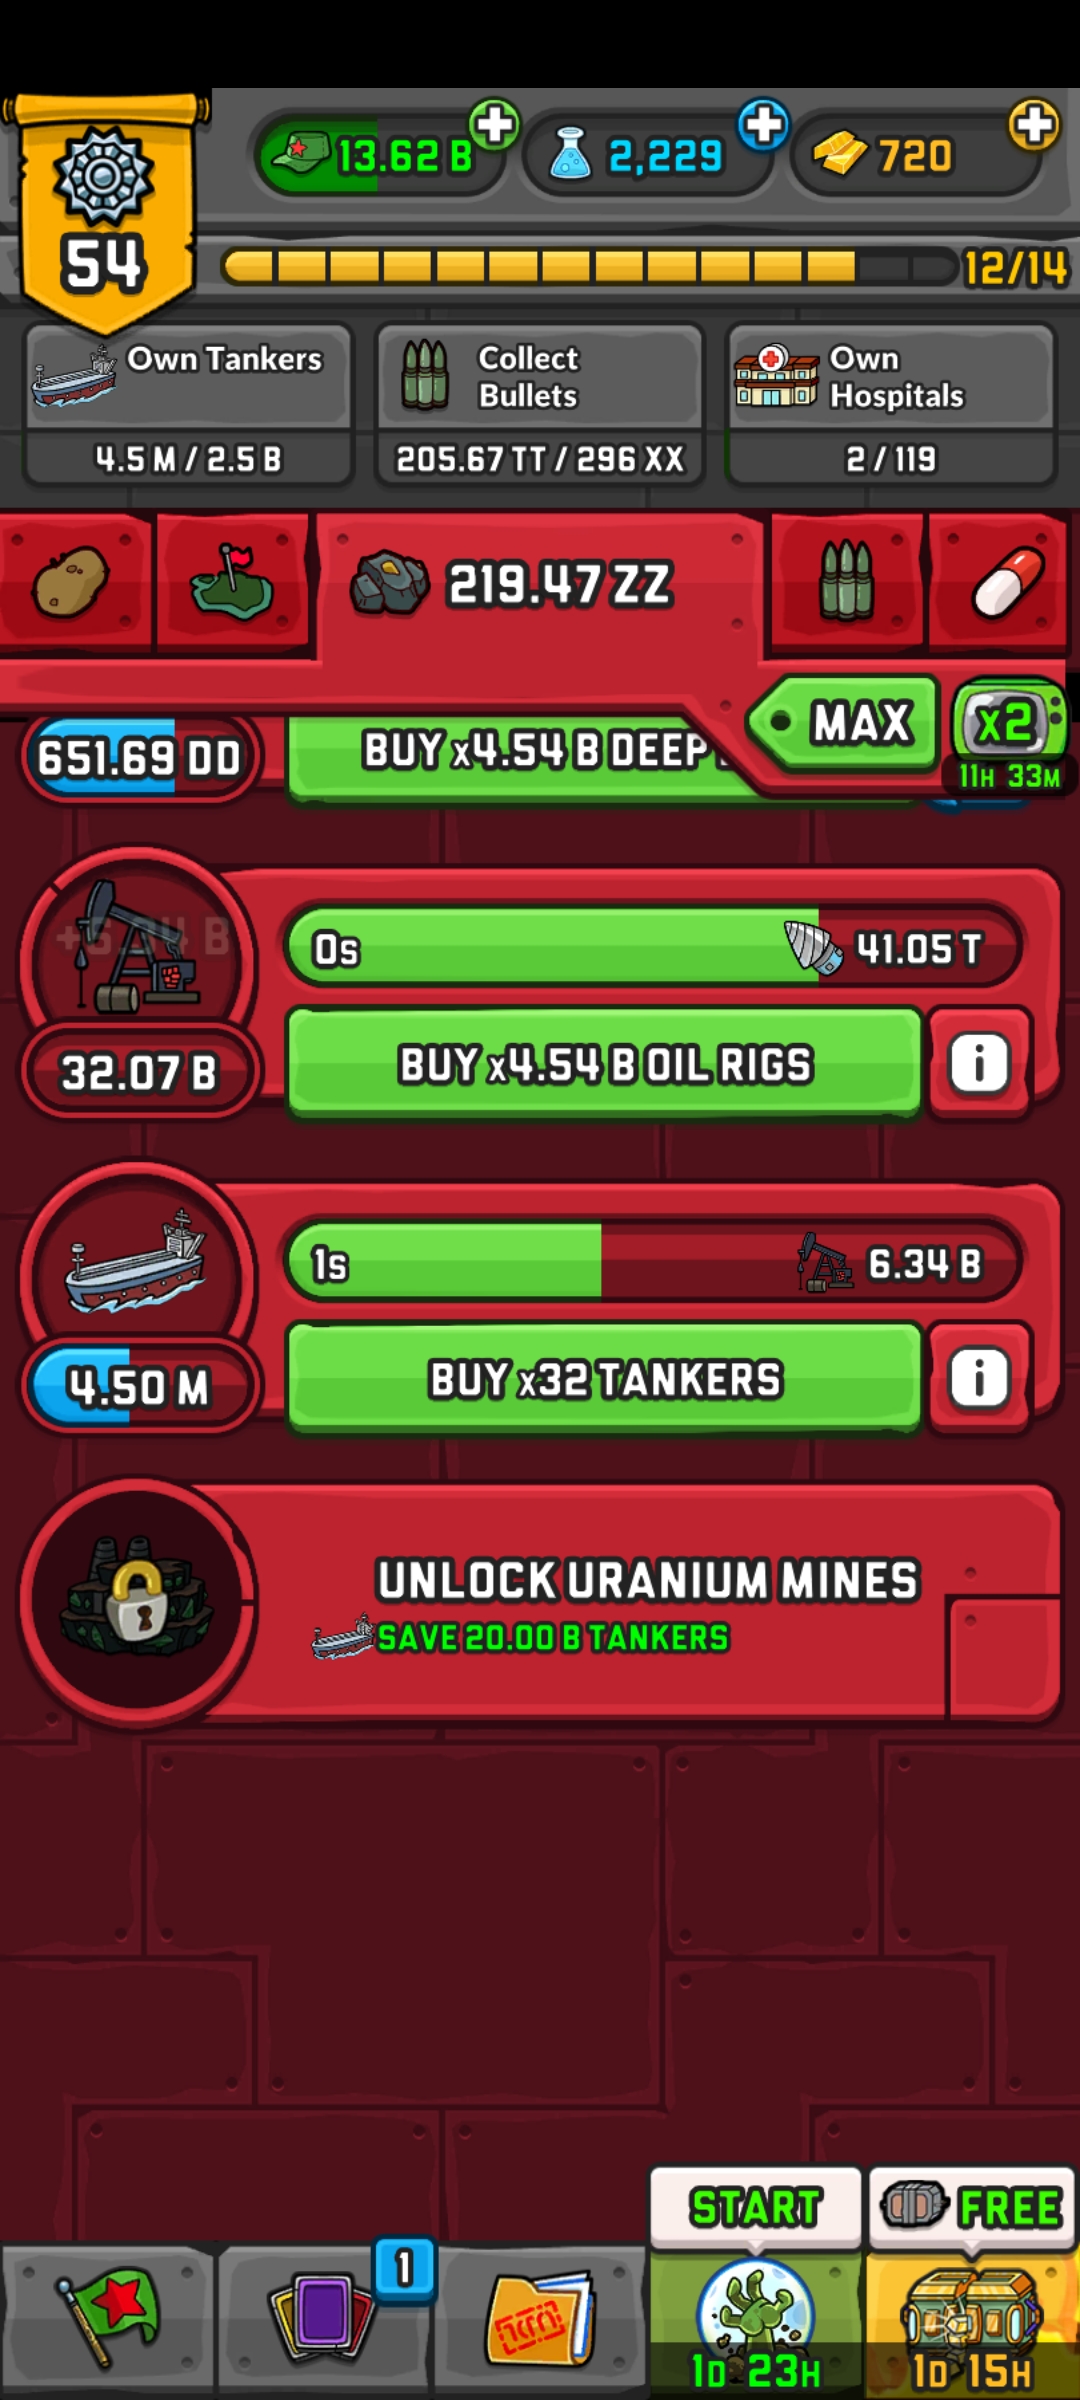 13.62 B
2,229
720
54
12/14
Own Tankers
4.5 M / 2.5 B
Collect
Bullets
205.67 TT / 296 XX
Own
Hospitals
2 / 119
219.47 ZZ
MAX
x2
11H 33M
651.69 DD
BUY x4.54 B DEEP
0s
41.05 T
32.07 B
BUY x4.54 B OIL RIGS
i
1s
6.34 B
4.50 M
BUY x32 TANKERS
i
UNLOCK URANIUM MINES
SAVE 20.00 B TANKERS
START
FREE
1
1D 23H
1D 15H